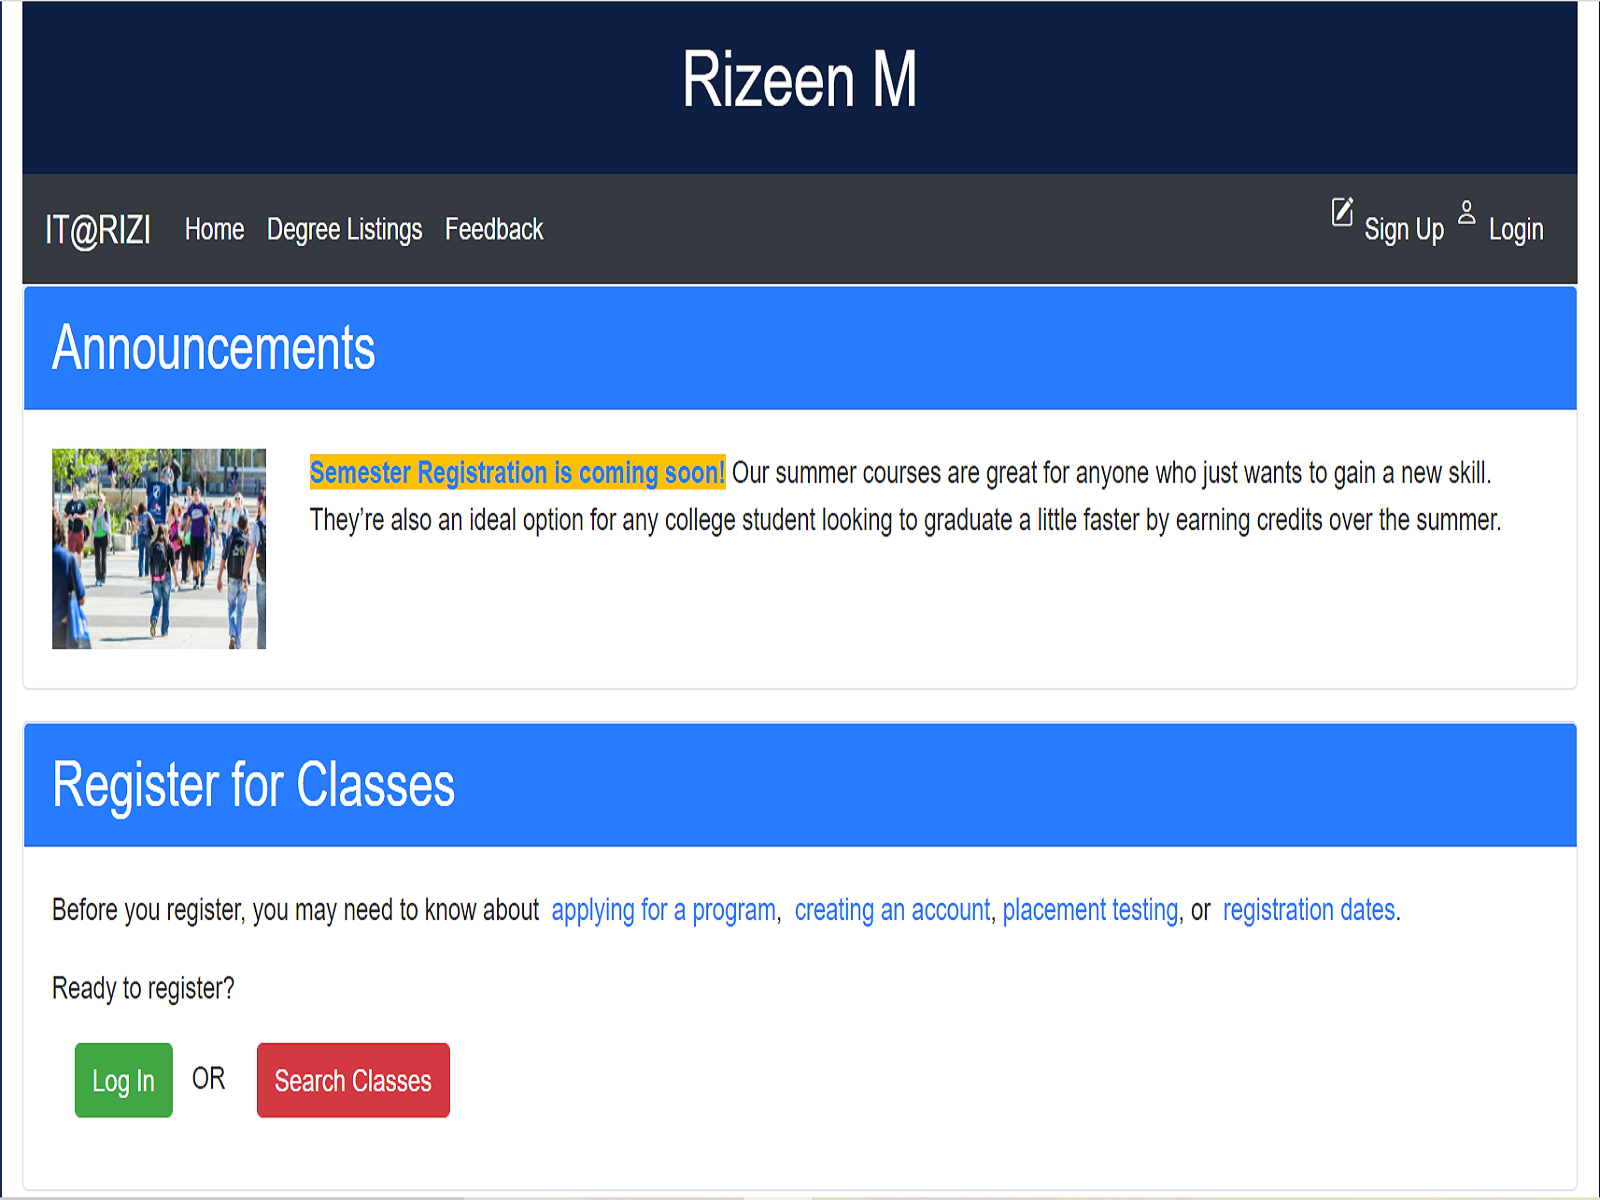 Rizeen M
IT@RIZI Home Degree Listings Feedback Sign Up Login
Announcements
Semester Registration is coming soon! Our summer courses are great for anyone who just wants to gain a new skill.
They’re also an ideal option for any college student looking to graduate a little faster by earning credits over the summer.
Register for Classes
Before you register, you may need to know about applying for a program, creating an account, placement testing, or registration dates.
Ready to register?
Log In OR Search Classes